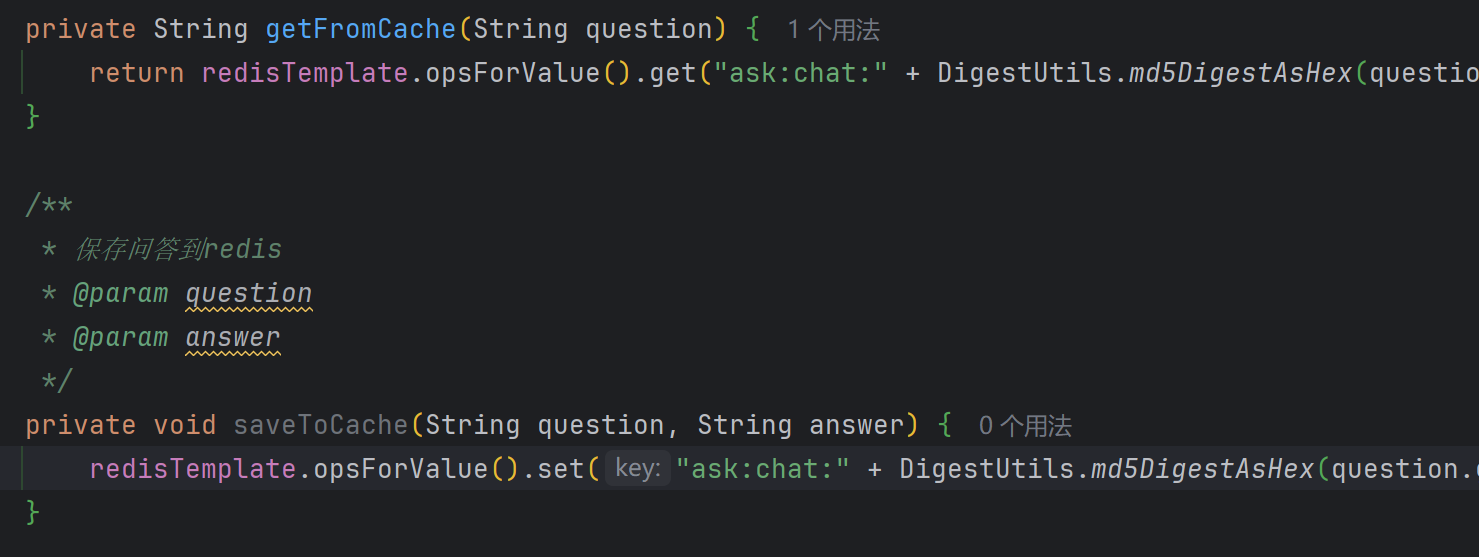 private String getFromCache(String question) { 1 个用法
return redisTemplate.opsForValue().get("ask:chat:" + DigestUtils.md5DigestAsHex(questio
}
/**
* 保存问答到redis
* @param question
* @param answer
*/
private void saveToCache(String question, String answer) { 0 个用法
redisTemplate.opsForValue().set( key: "ask:chat:" + DigestUtils.md5DigestAsHex(question.
}